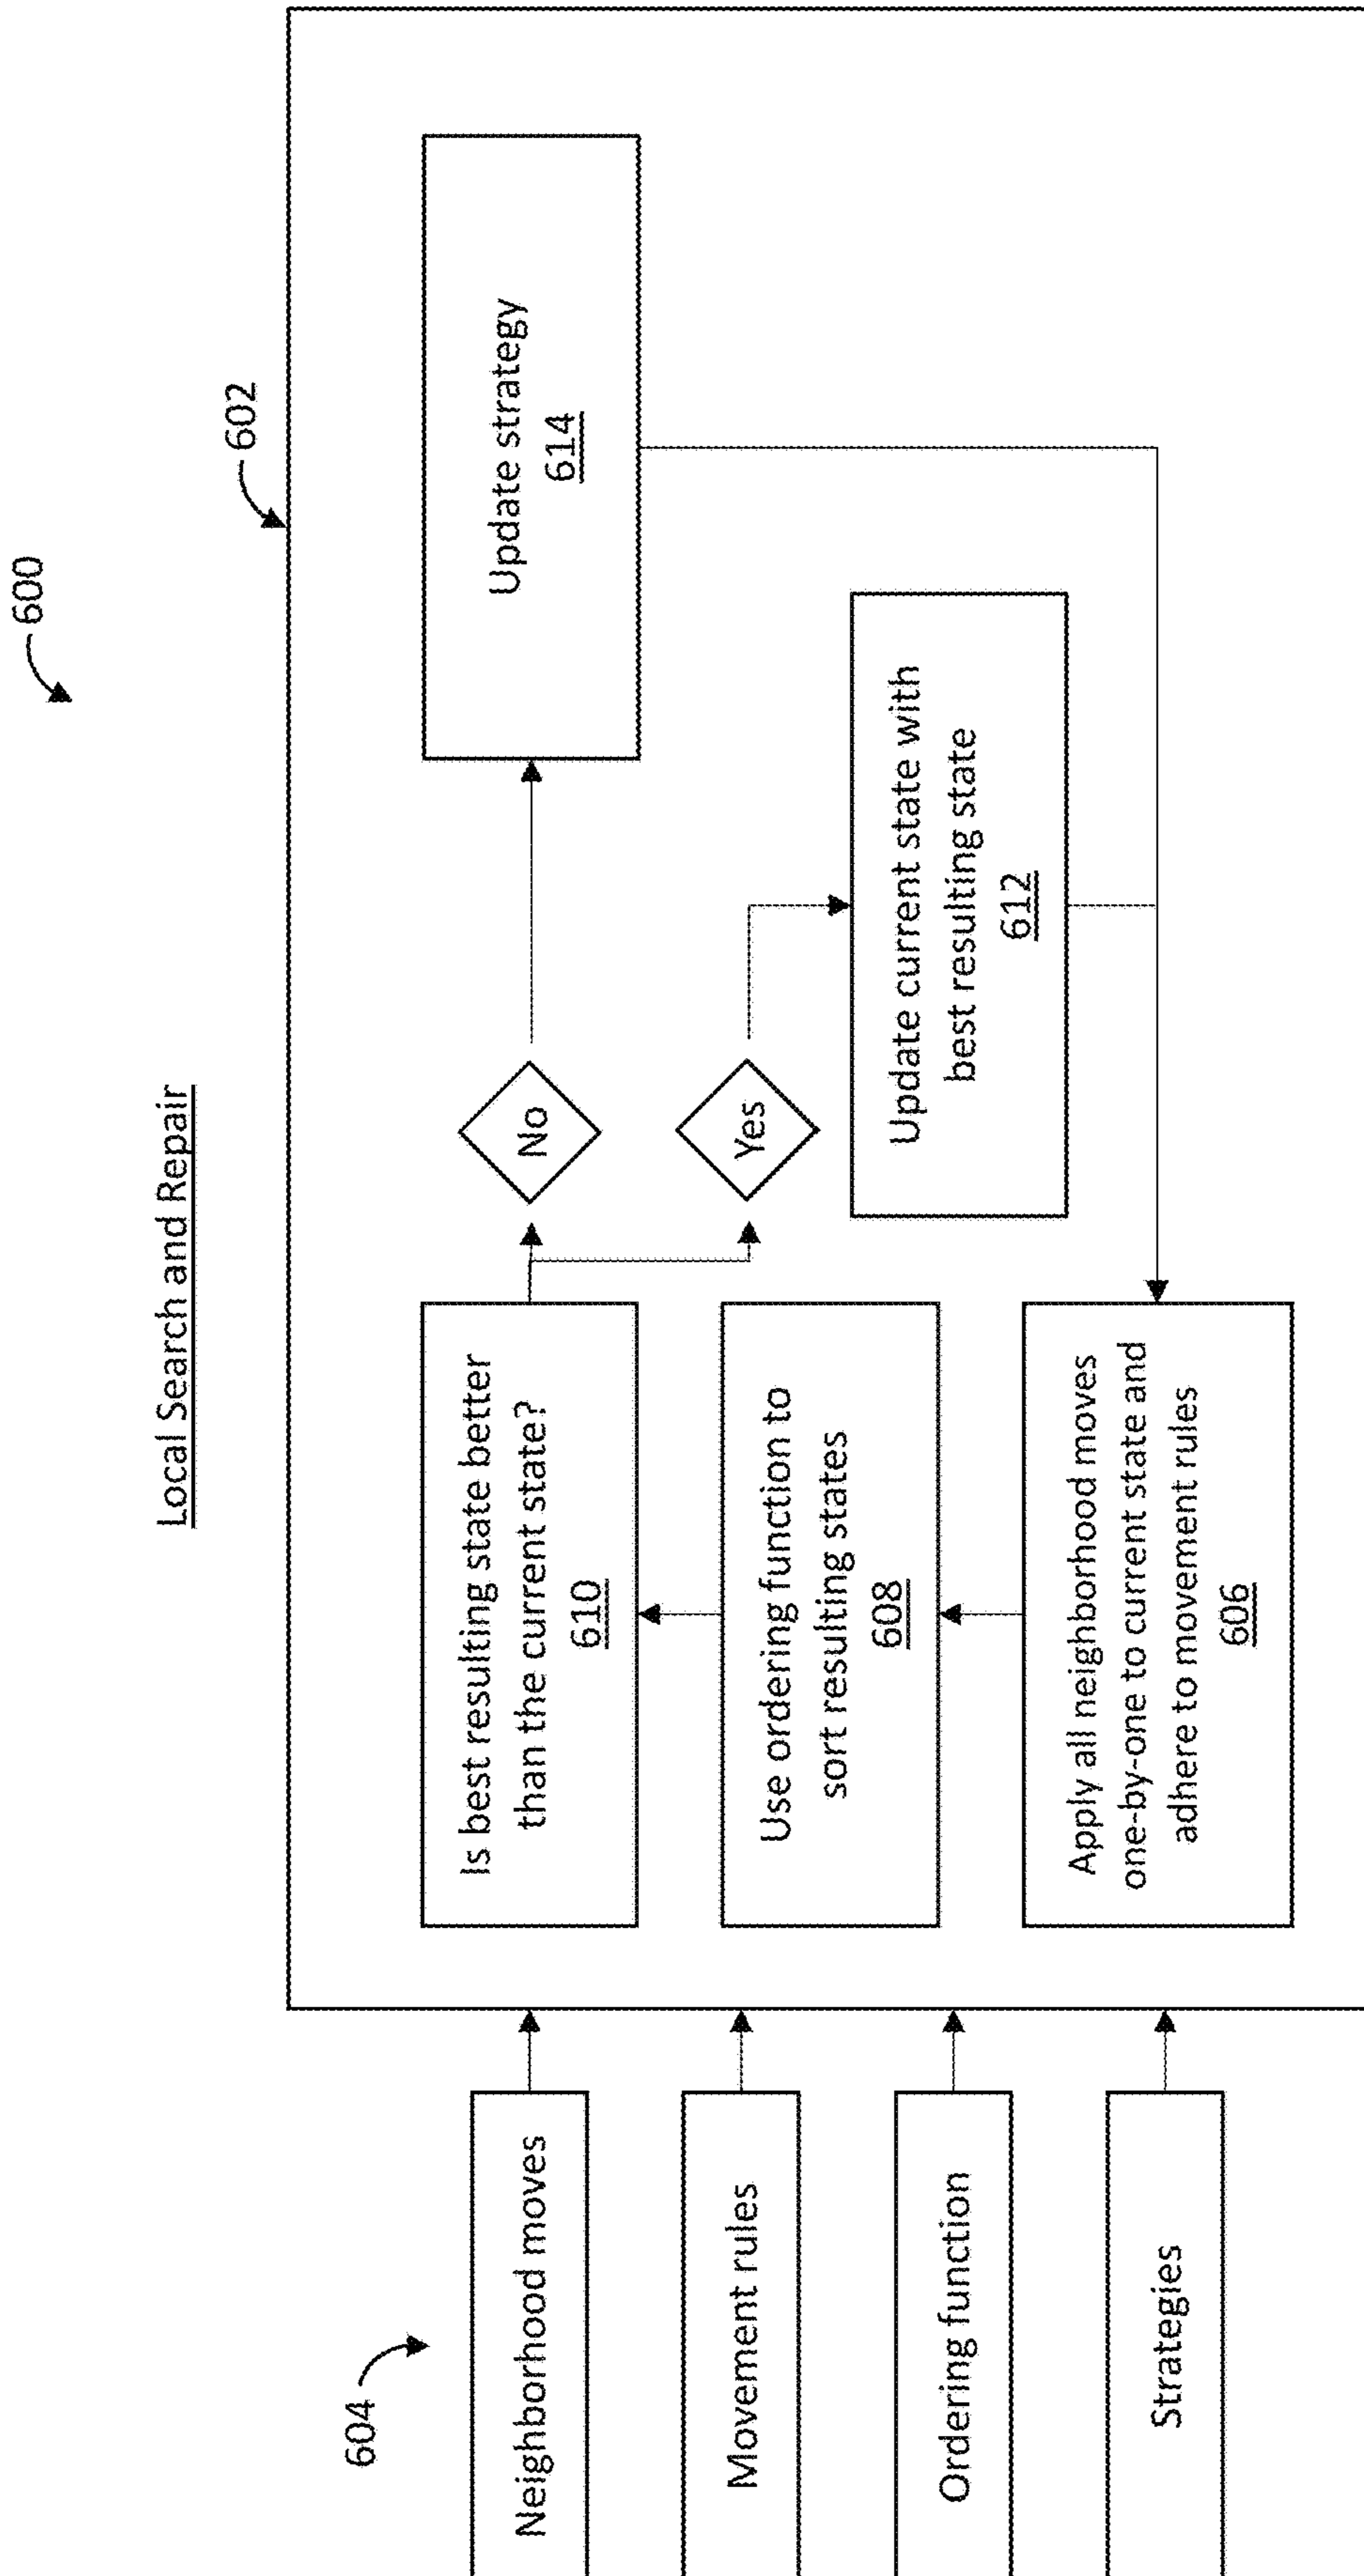 600
Local Search and Repair
602
604
Neighborhood moves
Movement rules
Ordering function
Strategies
Is best resulting state better
than the current state?
610
Use ordering function to
sort resulting states
608
Apply all neighborhood moves
one-by-one to current state and
adhere to movement rules
606
No
Yes
Update strategy
614
Update current state with
best resulting state
612